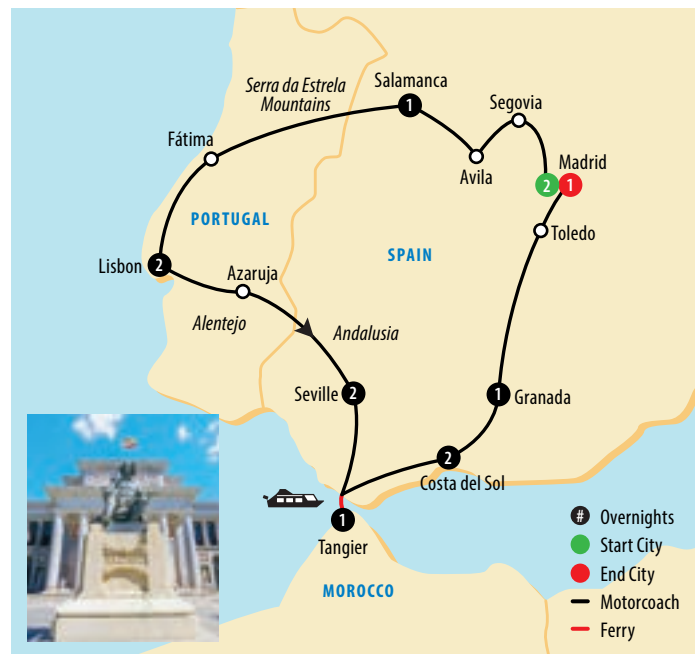 Serra da Estrela
Mountains
Salamanca
1
Segovia
Fátima
Avila
Madrid
2
1
PORTUGAL
Toledo
SPAIN
Lisbon
2
Azaruja
Alentejo
Andalusia
Seville
2
1
Granada
2
Costa del Sol
1
Tangier
MOROCCO
# Overnights
Start City
End City
Motorcoach
Ferry